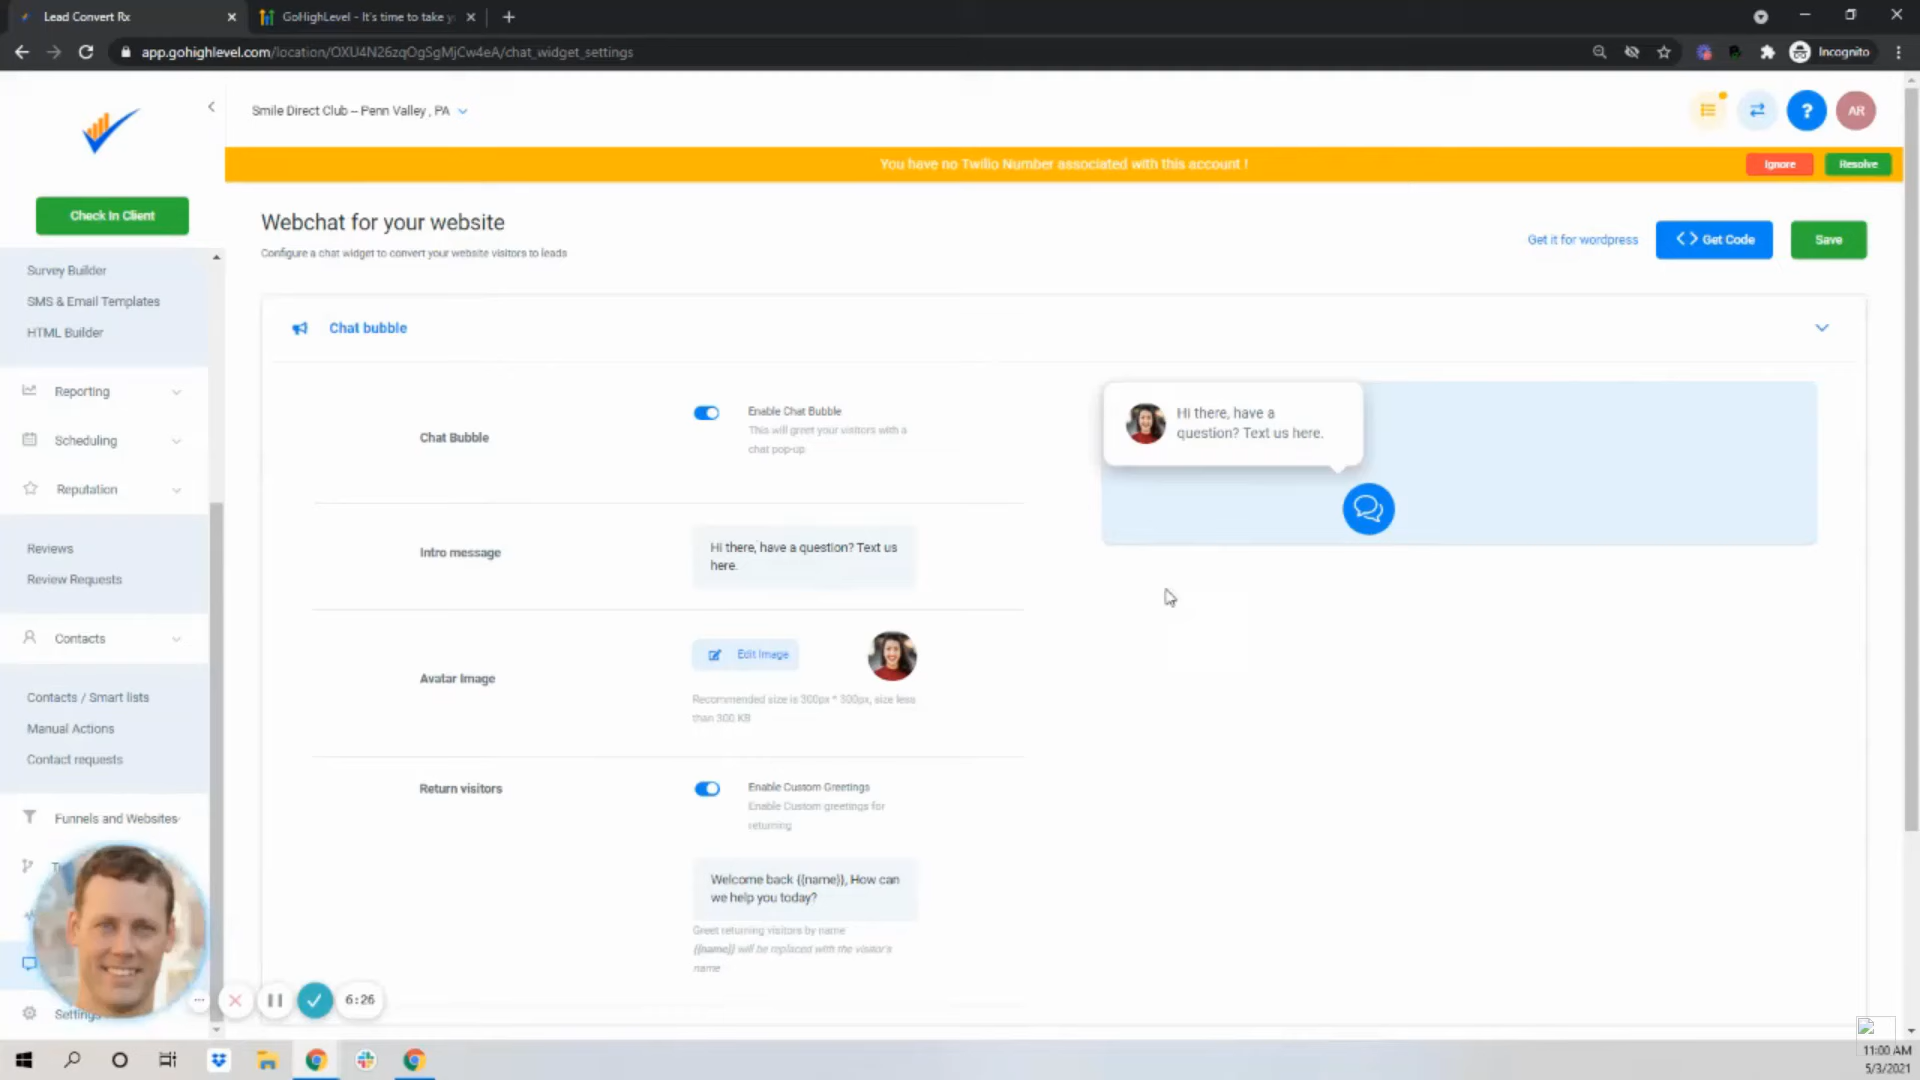 Lead Convert Rx
GoHighLevel - It's time to take y
app.gohighlevel.com/location/OXU4N26zqOgSgMjCw4eA/chat_widget_settings
Incognito
Smile Direct Club – Penn Valley , PA
?
AR
You have no Twilio Number associated with this account !
Ignore
Resolve
Check In Client
Webchat for your website
Configure a chat widget to convert your website visitors to leads
Get it for wordpress
Get Code
Save
Survey Builder
SMS & Email Templates
HTML Builder
Reporting
Scheduling
Reputation
Reviews
Review Requests
Contacts
Contacts / Smart lists
Manual Actions
Contact requests
Funnels and Websites
Settings
Chat bubble
Chat Bubble
Enable Chat Bubble
This will greet your visitors with a
chat pop-up
Intro message
Hi there, have a question? Text us
here.
Avatar Image
Edit Image
Recommended size is 300px * 300px, size less
than 300 KB
Return visitors
Enable Custom Greetings
Enable Custom greetings for
returning
Welcome back {{name}}, How can
we help you today?
Greet returning visitors by name
{{name}} will be replaced with the visitor's
name
Hi there, have a
question? Text us here.
6:26
11:00 AM
5/3/2021